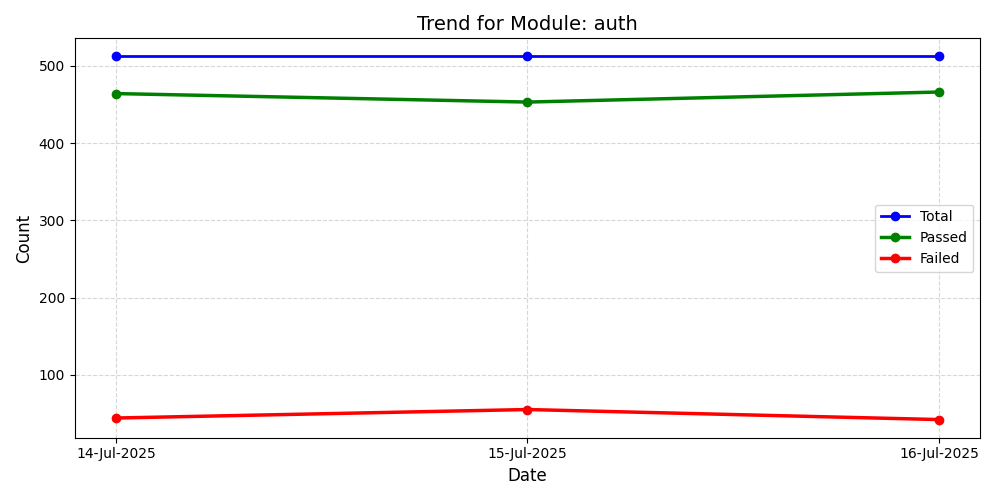 Trend for Module: auth
500
400
300
200
100
Count
Total
Passed
Failed
14-Jul-2025
15-Jul-2025
16-Jul-2025
Date